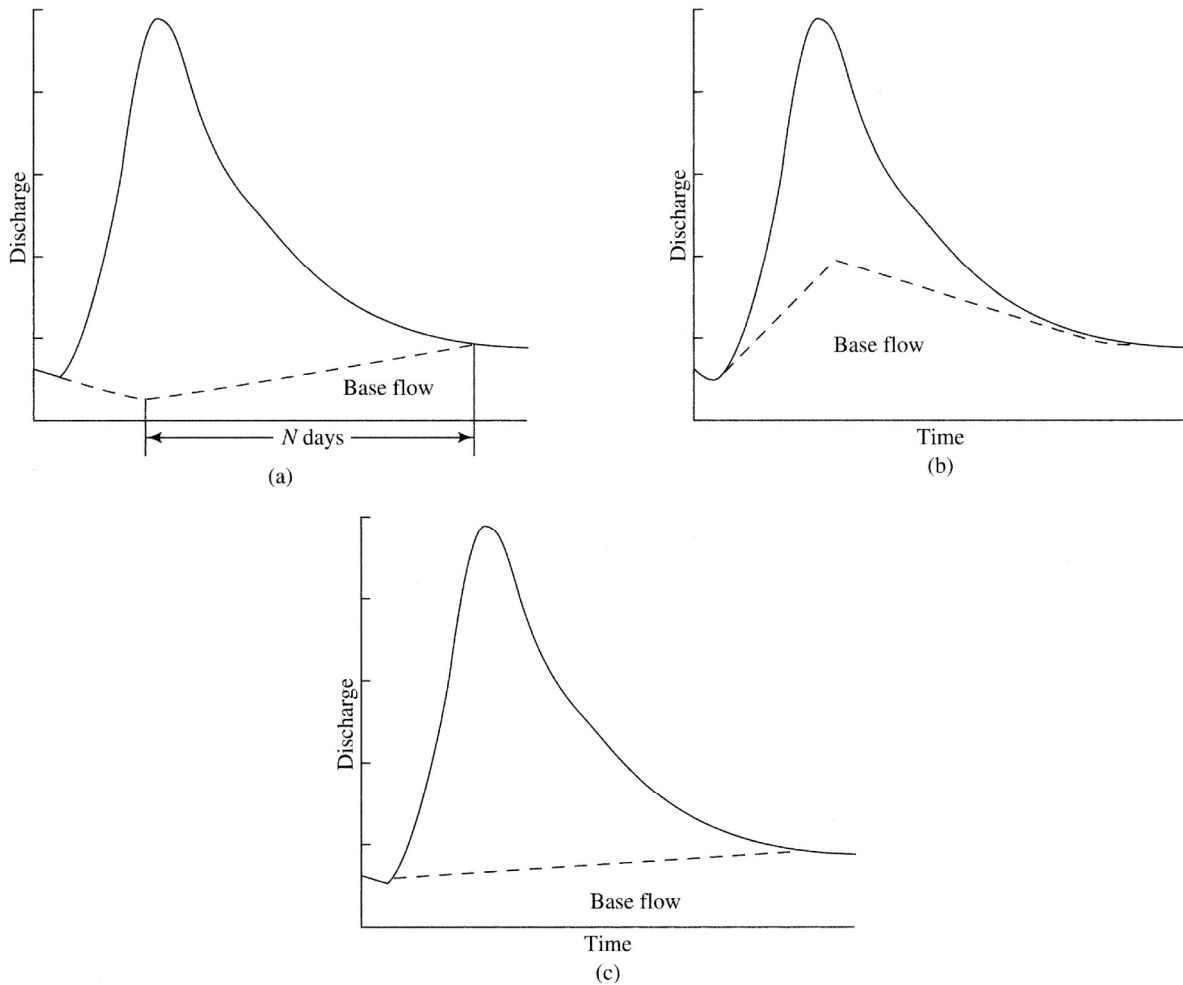 Discharge
Base flow
N days
(a)
Discharge
Base flow
Time
(b)
Discharge
Base flow
Time
(c)